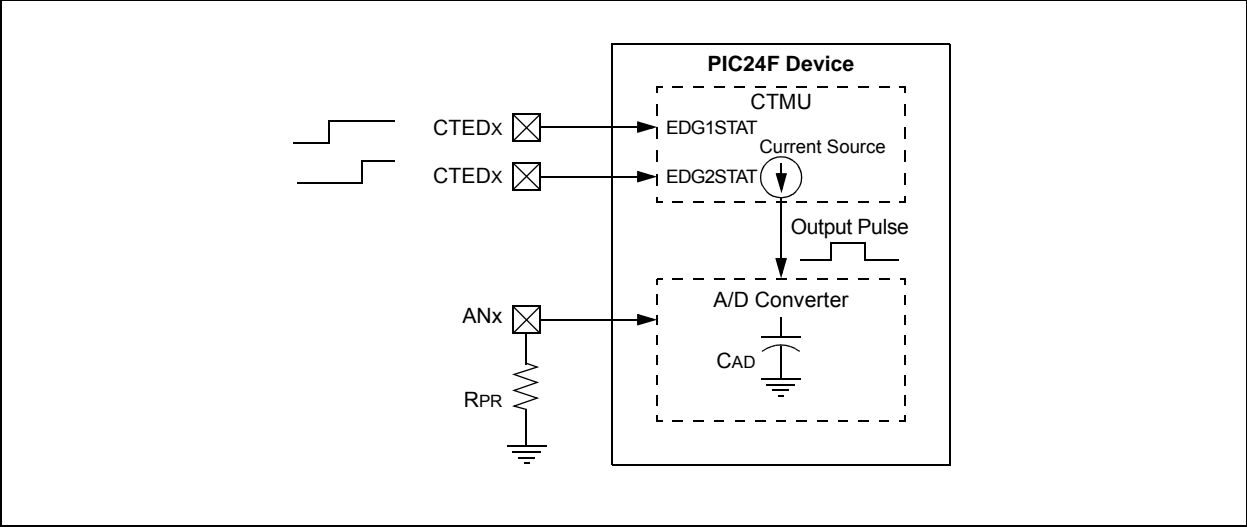 PIC24F Device
CTMU
CTEDX
EDG1STAT
Current Source
CTEDX
EDG2STAT
Output Pulse
A/D Converter
ANx
CAD
RPR